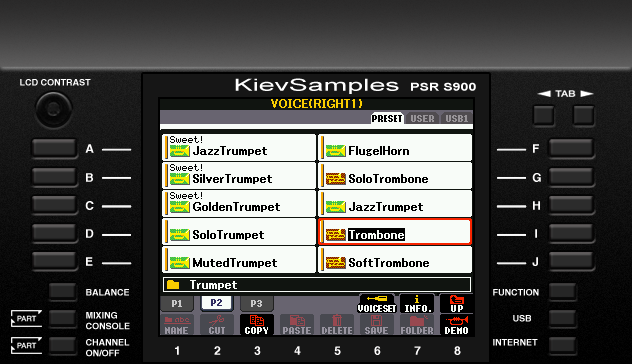 LCD CONTRAST
KievSamples PSR S900
TAB
VOICE(RIGHT1)
PRESET USER USB1
A
Sweet!
JazzTrumpet
FlugelHorn
F
B
Sweet!
SilverTrumpet
SoloTrombone
G
C
Sweet!
GoldenTrumpet
JazzTrumpet
H
D
SoloTrumpet
Trombone
I
E
MutedTrumpet
SoftTrombone
J
Trumpet
BALANCE
FUNCTION
P1 P2 P3
VOICESET INFO. UP
PART
MIXING
CONSOLE
NAME CUT COPY PASTE DELETE SAVE FOLDER DEMO
USB
PART
CHANNEL
ON/OFF
1 2 3 4 5 6 7 8
INTERNET